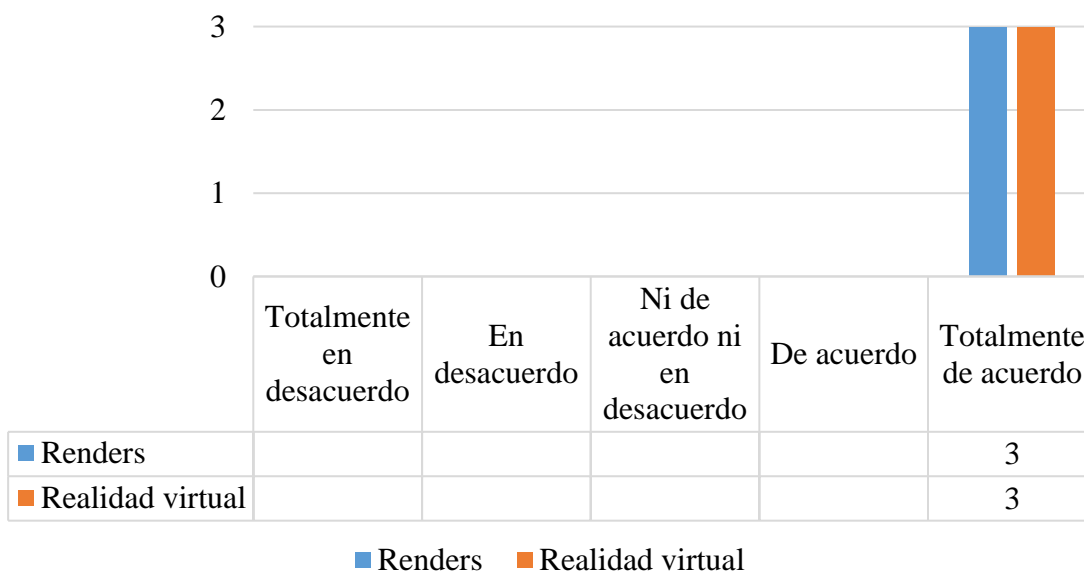 3
2
1
0
Totalmente
en
desacuerdo
En
desacuerdo
Ni de
acuerdo ni
en
desacuerdo
De acuerdo
Totalmente
de acuerdo
Renders 3
Realidad virtual 3
Renders Realidad virtual